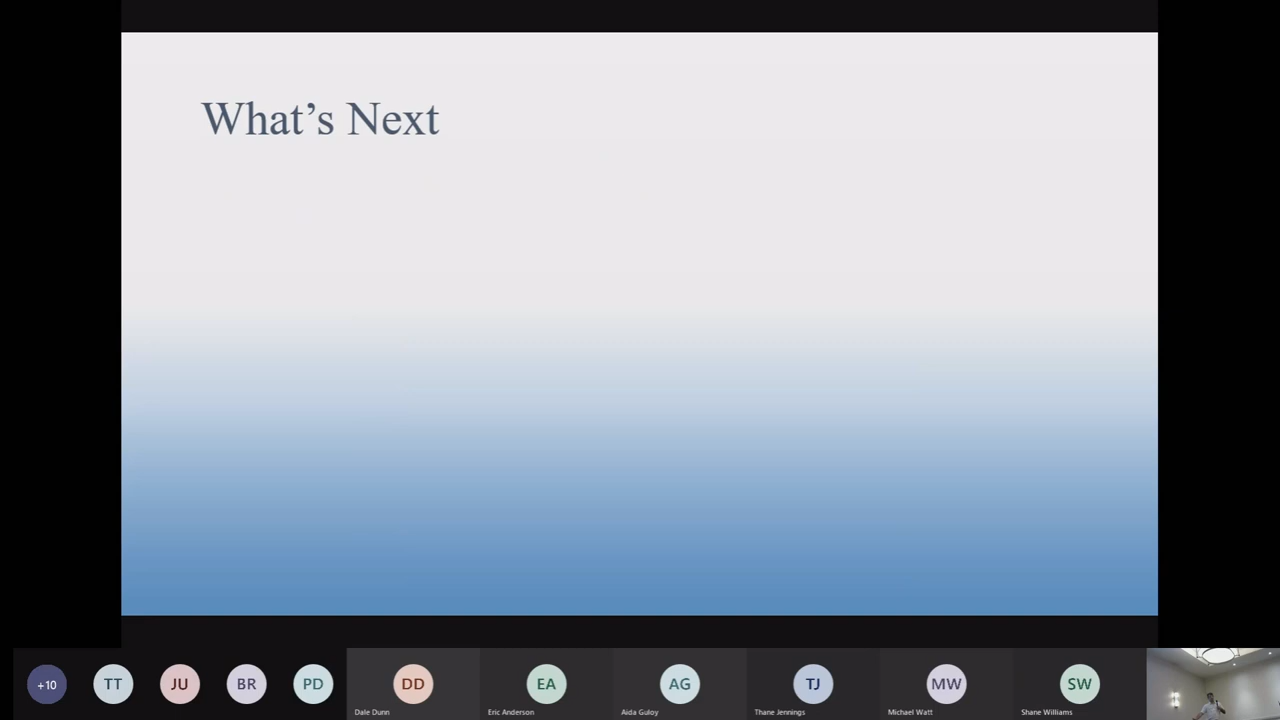 What’s Next
+10
TT
JU
BR
PD
DD
EA
AG
TJ
MW
SW
Dale Dunn
Eric Anderson
Aida Guloy
Thane Jennings
Michael Watt
Shane Williams